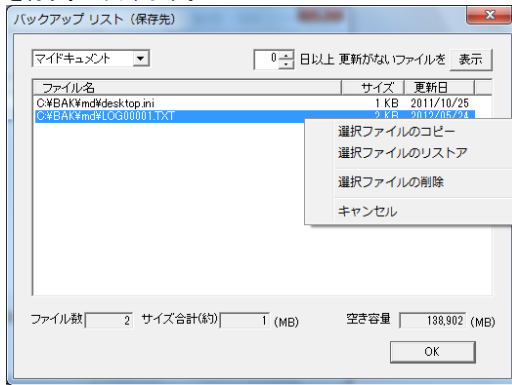 バックアップ リスト (保存先)
マイドキュメント
0 日以上 更新がないファイルを 表示
ファイル名 サイズ 更新日
C:¥BAK¥md¥desktop.ini 1 KB 2011/10/25
C:¥BAK¥md¥LOG00001.TXT 2 KB 2012/05/24
選択ファイルのコピー
選択ファイルのリストア
選択ファイルの削除
キャンセル
ファイル数 2 サイズ合計(約) 1 (MB) 空き容量 138,902 (MB)
OK